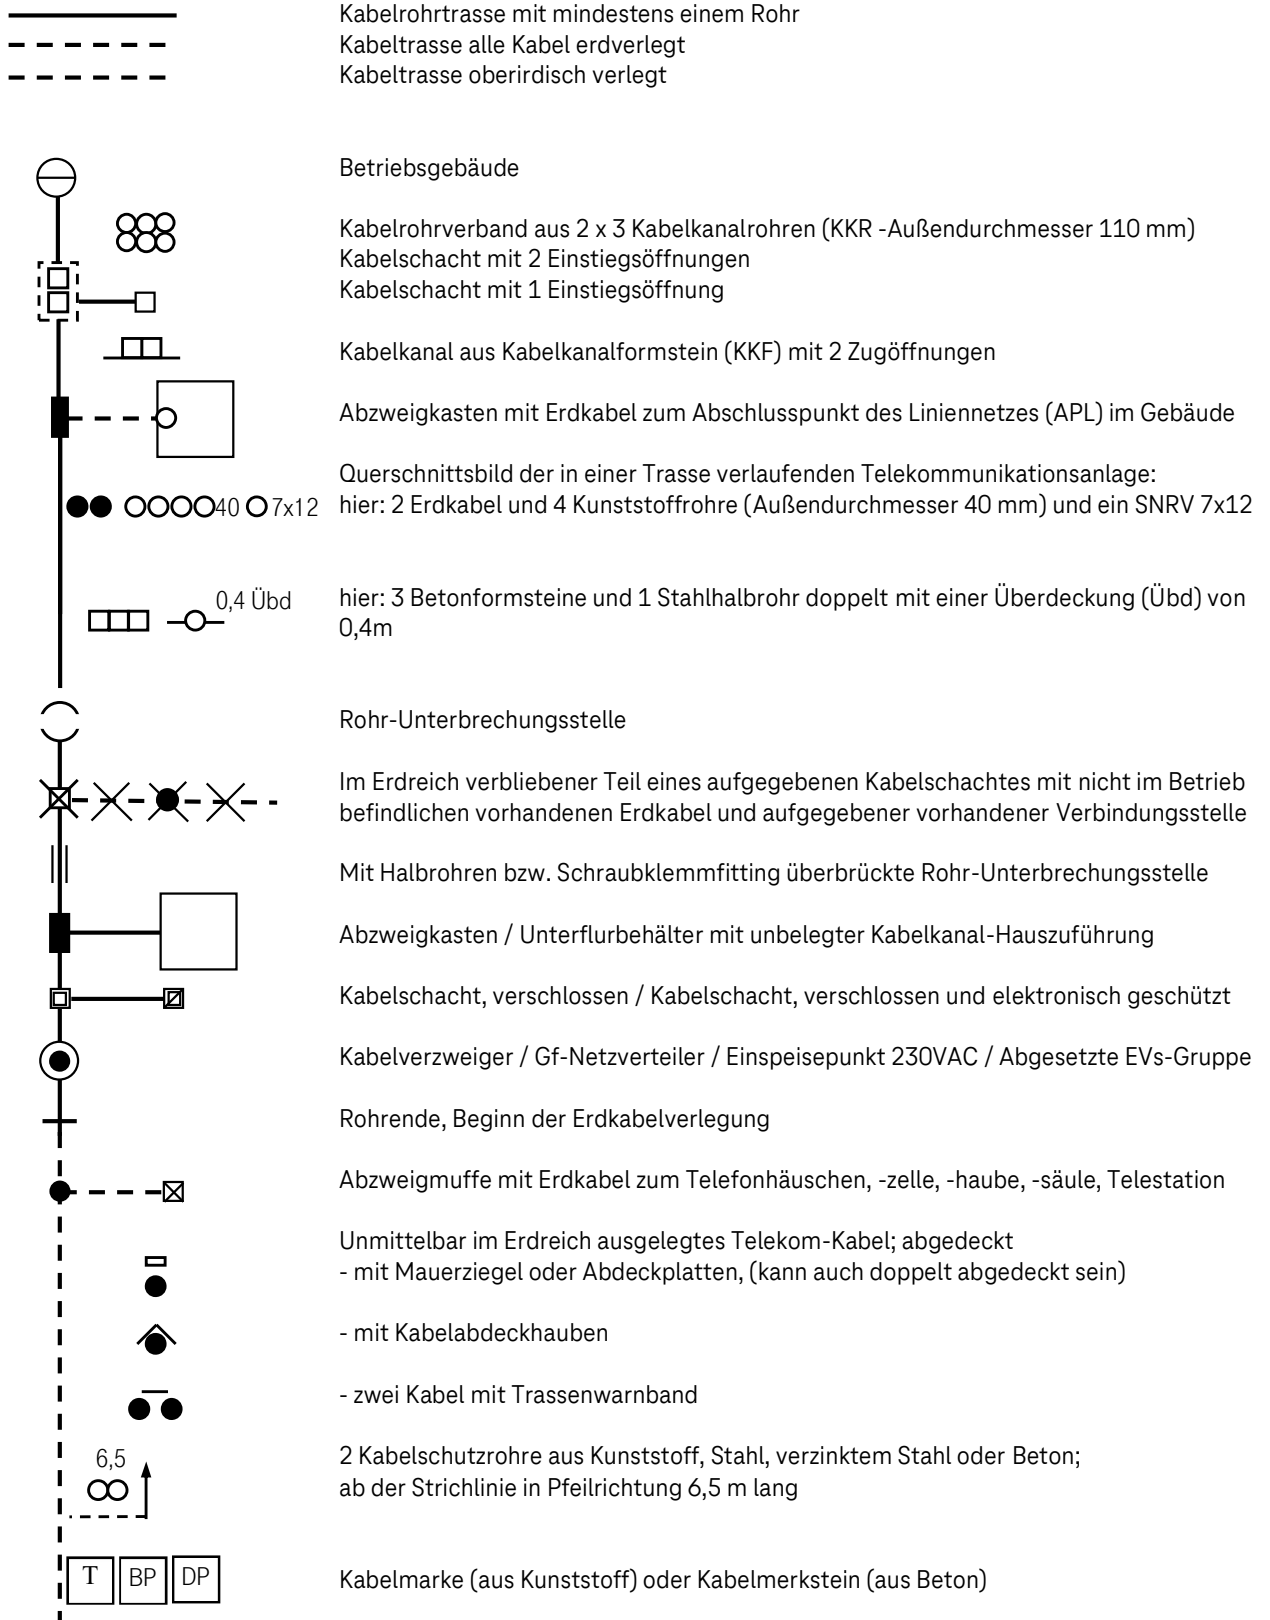 Kabelrohrtrasse mit mindestens einem Rohr
Kabeltrasse alle Kabel erdverlegt
Kabeltrasse oberirdisch verlegt
Betriebsgebäude
Kabelrohrverband aus 2 x 3 Kabelkanalrohren (KKR -Außendurchmesser 110 mm)
Kabelschacht mit 2 Einstiegsöffnungen
Kabelschacht mit 1 Einstiegsöffnung
Kabelkanal aus Kabelkanalformstein (KKF) mit 2 Zugöffnungen
Abzweigkasten mit Erdkabel zum Abschlusspunkt des Liniennetzes (APL) im Gebäude
Querschnittsbild der in einer Trasse verlaufenden Telekommunikationsanlage:
40 7x12 hier: 2 Erdkabel und 4 Kunststoffrohre (Außendurchmesser 40 mm) und ein SNRV 7x12
0,4 Übd hier: 3 Betonformsteine und 1 Stahlhalbrohr doppelt mit einer Überdeckung (Übd) von
0,4m
Rohr-Unterbrechungsstelle
Im Erdreich verbliebener Teil eines aufgegebenen Kabelschachtes mit nicht im Betrieb
befindlichen vorhandenen Erdkabel und aufgegebener vorhandener Verbindungsstelle
Mit Halbrohren bzw. Schraubklemmfitting überbrückte Rohr-Unterbrechungsstelle
Abzweigkasten / Unterflurbehälter mit unbelegter Kabelkanal-Hauszuführung
Kabelschacht, verschlossen / Kabelschacht, verschlossen und elektronisch geschützt
Kabelverzweiger / Gf-Netzverteiler / Einspeisepunkt 230VAC / Abgesetzte EVs-Gruppe
Rohrende, Beginn der Erdkabelverlegung
Abzweigmuffe mit Erdkabel zum Telefonhäuschen, -zelle, -haube, -säule, Telestation
Unmittelbar im Erdreich ausgelegtes Telekom-Kabel; abgedeckt
- mit Mauerziegel oder Abdeckplatten, (kann auch doppelt abgedeckt sein)
- mit Kabelabdeckhauben
- zwei Kabel mit Trassenwarnband
6,5 2 Kabelschutzrohre aus Kunststoff, Stahl, verzinktem Stahl oder Beton;
ab der Strichlinie in Pfeilrichtung 6,5 m lang
T BP DP Kabelmarke (aus Kunststoff) oder Kabelmerkstein (aus Beton)